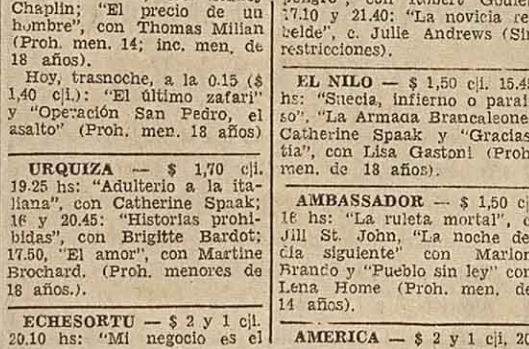 Chaplin; "El precio de un
hombre", con Thomas Milian
(Proh. men. 14; inc. men. de
18 años).
Hoy, trasnoche, a la 0.15 ($
1,40 c|i.): "El último zafari"
y "Operación San Pedro, el
asalto" (Proh. men. 18 años)
URQUIZA — $ 1,70 c|i.
19.25 hs: "Adulterio a la ita-
liana", con Catherine Spaak;
16 y 20.45: "Historias prohi-
bidas", con Brigitte Bardot;
17.50, "El amor", con Martine
Brochard. (Proh. menores de
18 años.).
ECHESORTU — $ 2 y 1 c|i.
20.10 hs: "Mi negocio es el
con Robert
17.10 y 21.40: "La novicia re
belde", c. Julie Andrews (Sin
restricciones).
EL NILO — $ 1,50 c|i. 15.45
hs: "Suecia, infierno o paraí
so". "La Armada Brancaleone
Catherine Spaak y "Gracias
tía", con Lisa Gastoni (Proh
men. de 18 años).
AMBASSADOR — $ 1,50 c|
16 hs: "La ruleta mortal", c
Jill St. John, "La noche de
día siguiente" con Marlon
Brando y "Pueblo sin ley" con
Lena Home (Proh. men. de
14 años).
AMERICA — $ 2 y 1 c|i, 2